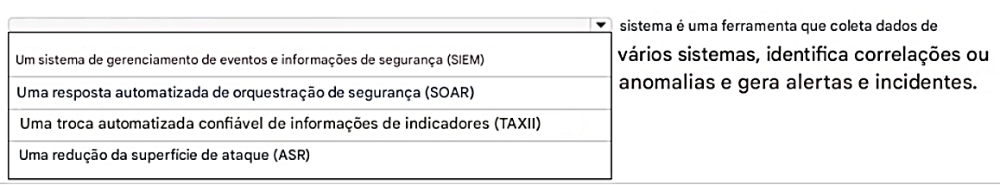 sistema é uma ferramenta que coleta dados de
vários sistemas, identifica correlações ou
anomalias e gera alertas e incidentes.
Um sistema de gerenciamento de eventos e informações de segurança (SIEM)
Uma resposta automatizada de orquestração de segurança (SOAR)
Uma troca automatizada confiável de informações de indicadores (TAXII)
Uma redução da superfície de ataque (ASR)